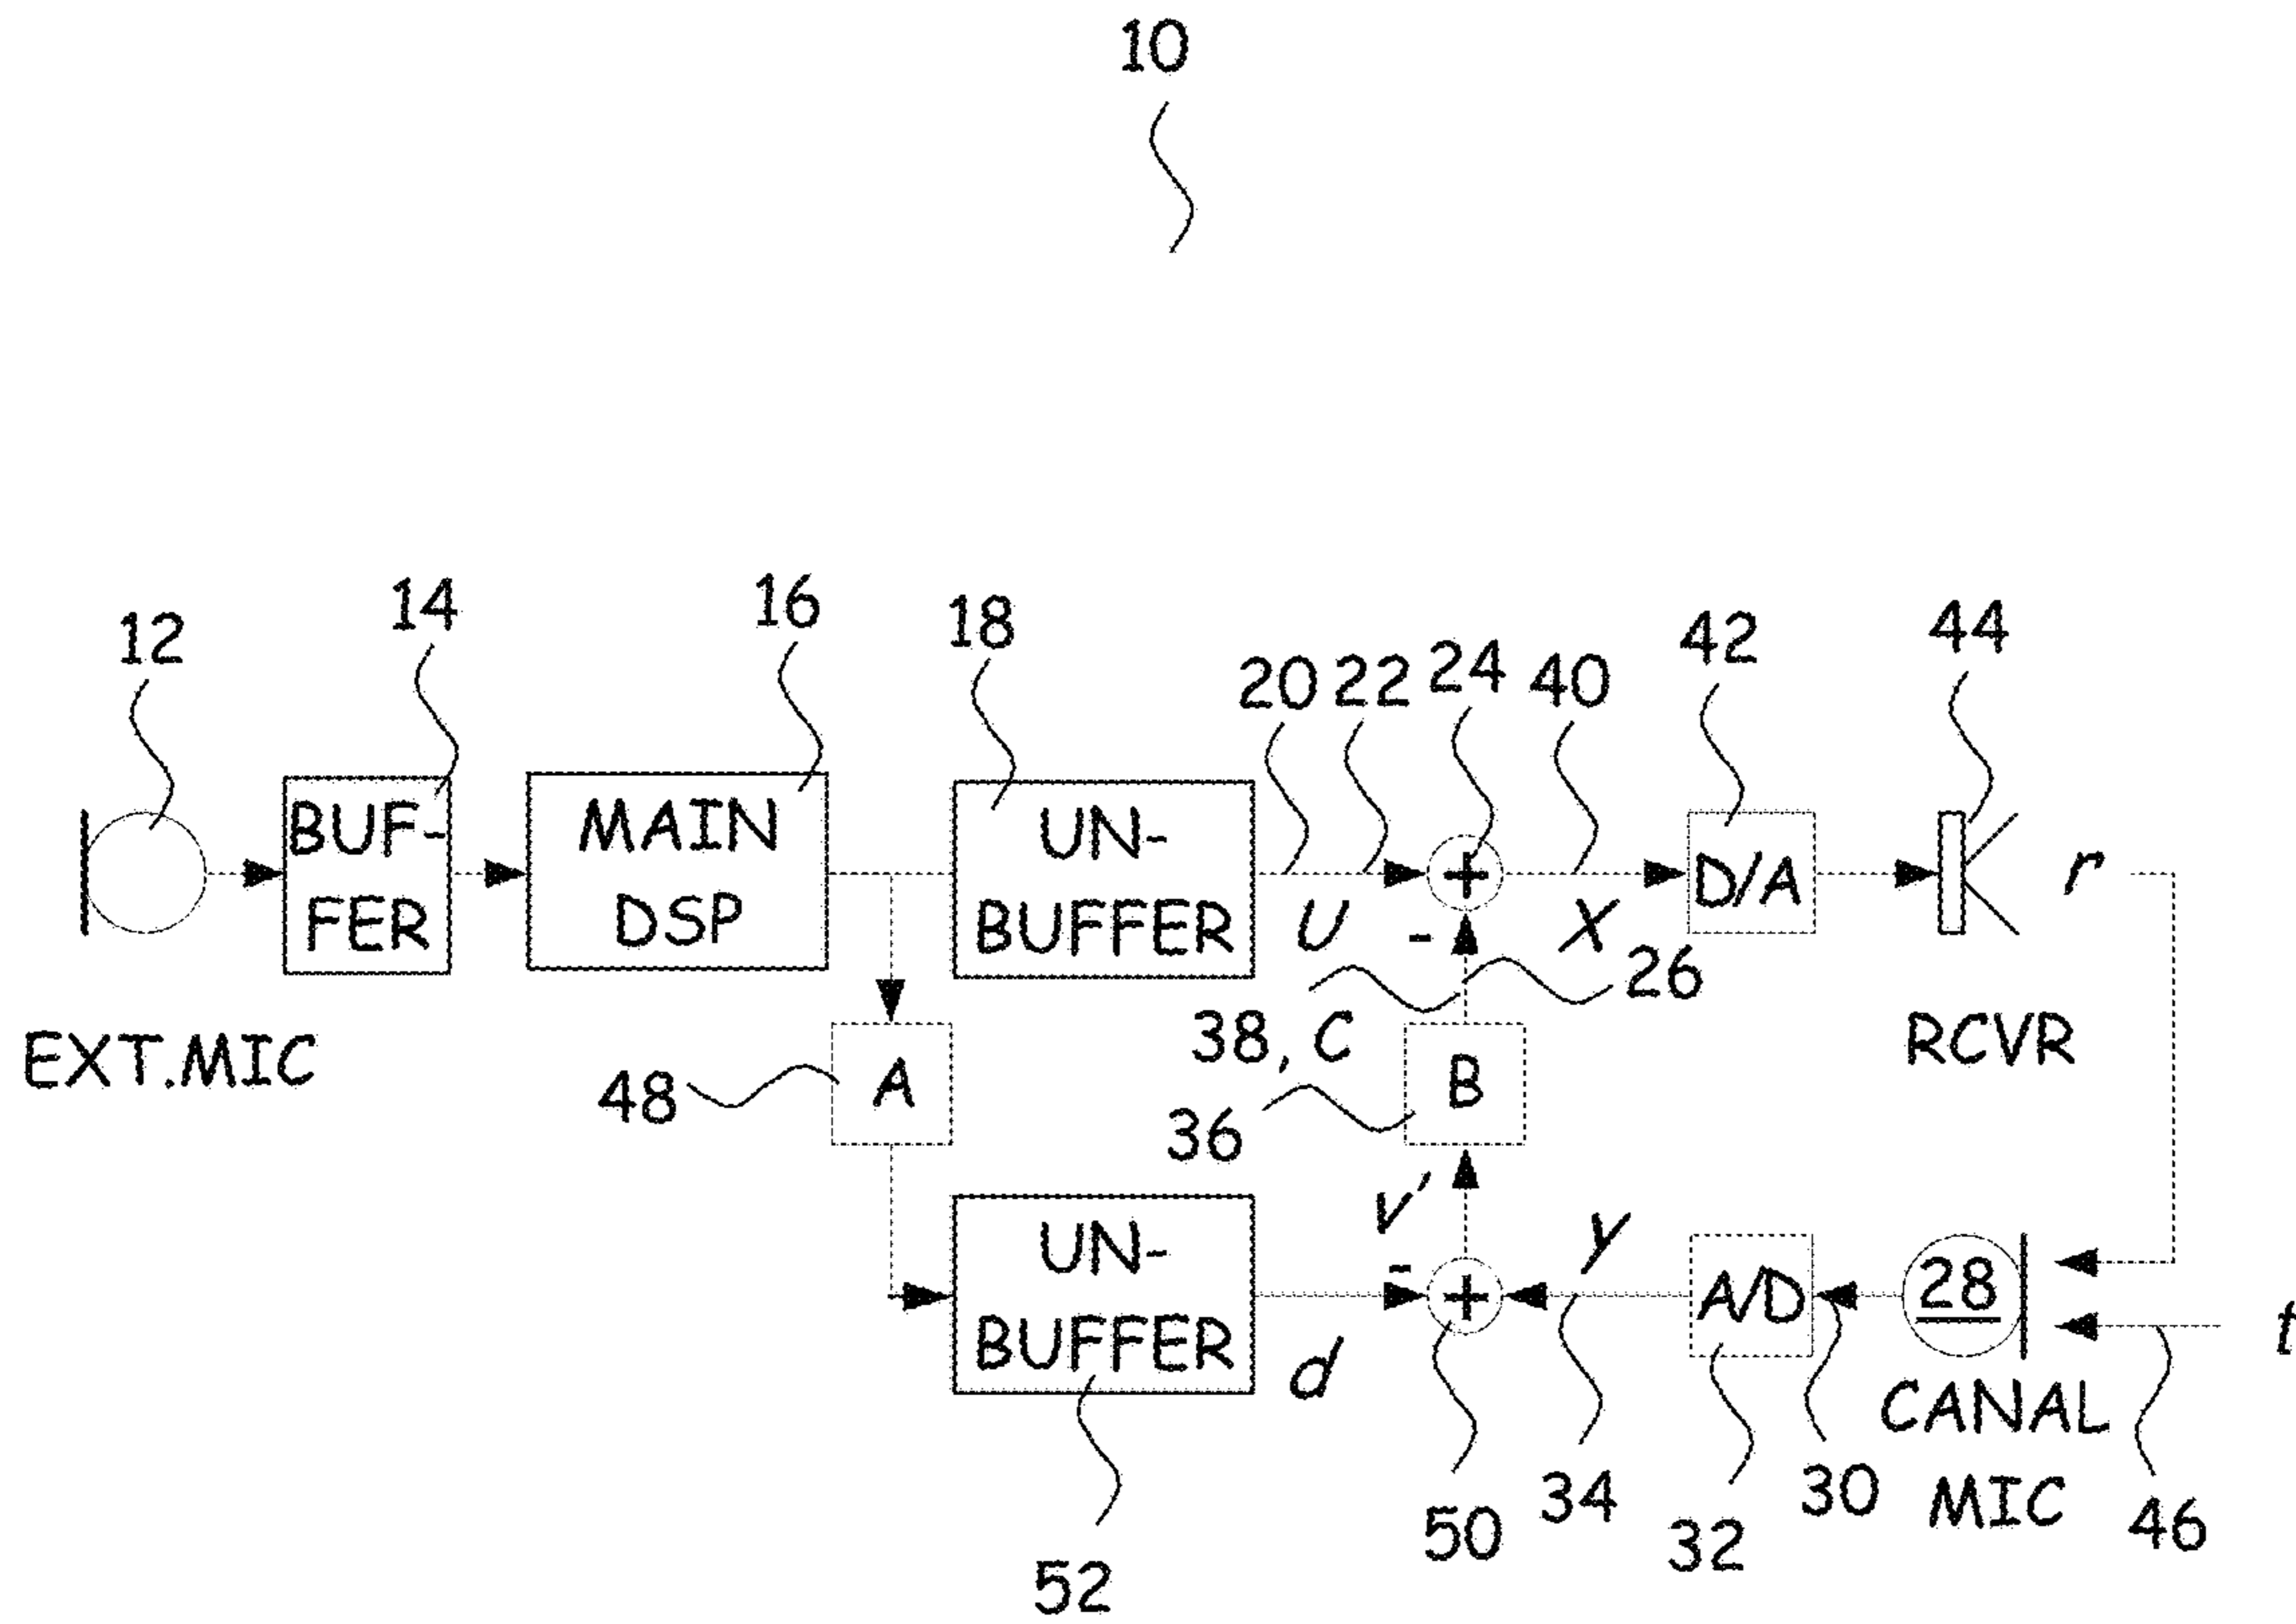 10
12
14
16
18
20
22
24
40
42
44
BUF-
FER
MAIN
DSP
UN-
BUFFER
U
+
-
X
D/A
r
26
EXT.MIC
38, C
RCVR
48
A
36
B
v'
UN-
BUFFER
-
+
y
A/D
28
d
t
CANAL
MIC
50
34
32
30
46
52